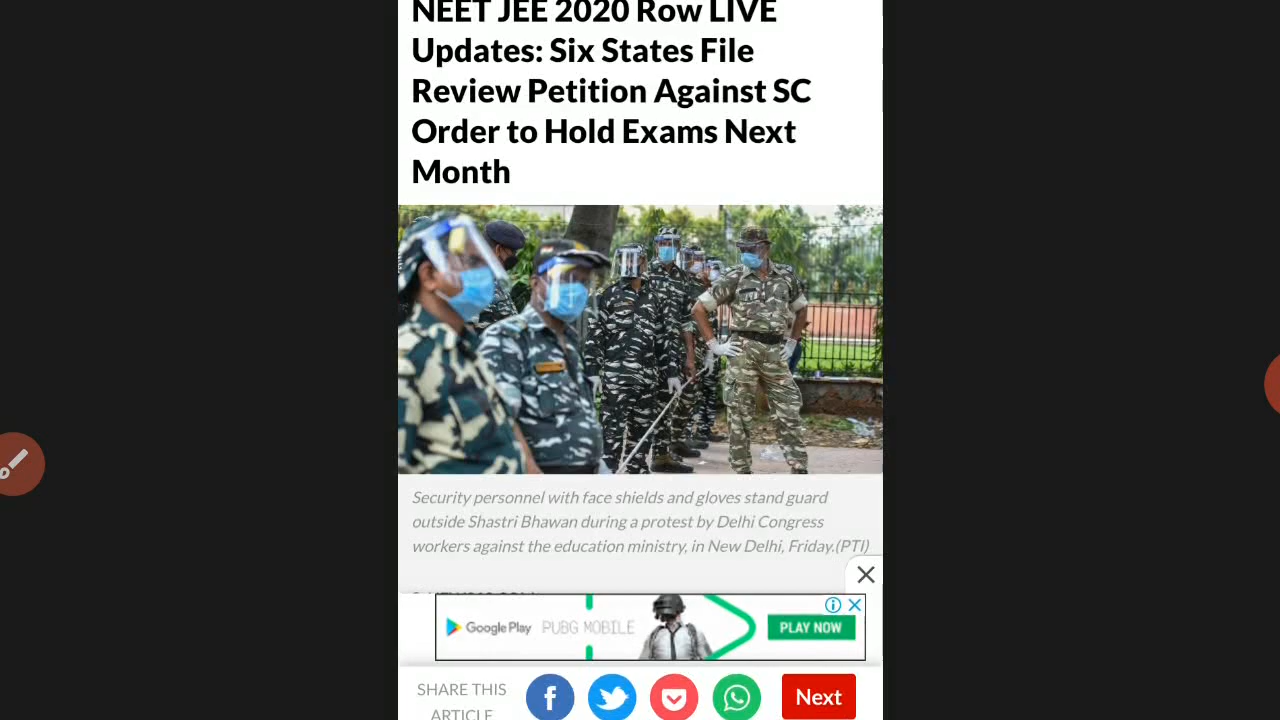 NEET JEE 2020 Row LIVE
Updates: Six States File
Review Petition Against SC
Order to Hold Exams Next
Month
Security personnel with face shields and gloves stand guard
outside Shastri Bhawan during a protest by Delhi Congress
workers against the education ministry, in New Delhi, Friday.(PTI)
Google Play PUBG MOBILE PLAY NOW
SHARE THIS
ARTICLE
Next